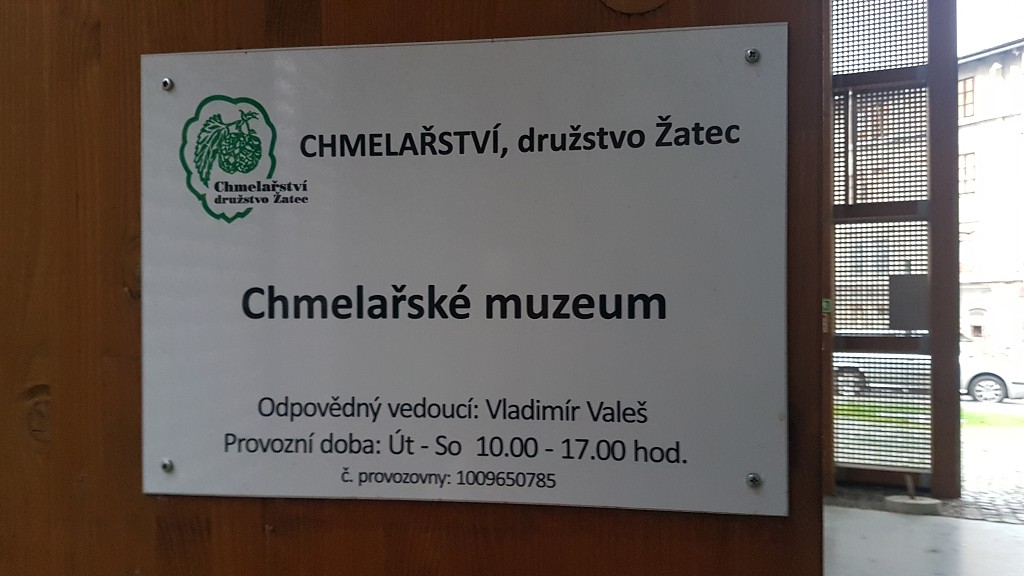 Chmelařství
družstvo Žatec
CHMELAŘSTVÍ, družstvo Žatec
Chmelařské muzeum
Odpovědný vedoucí: Vladimír Valeš
Provozní doba: Út - So 10.00 - 17.00 hod.
č. provozovny: 1009650785